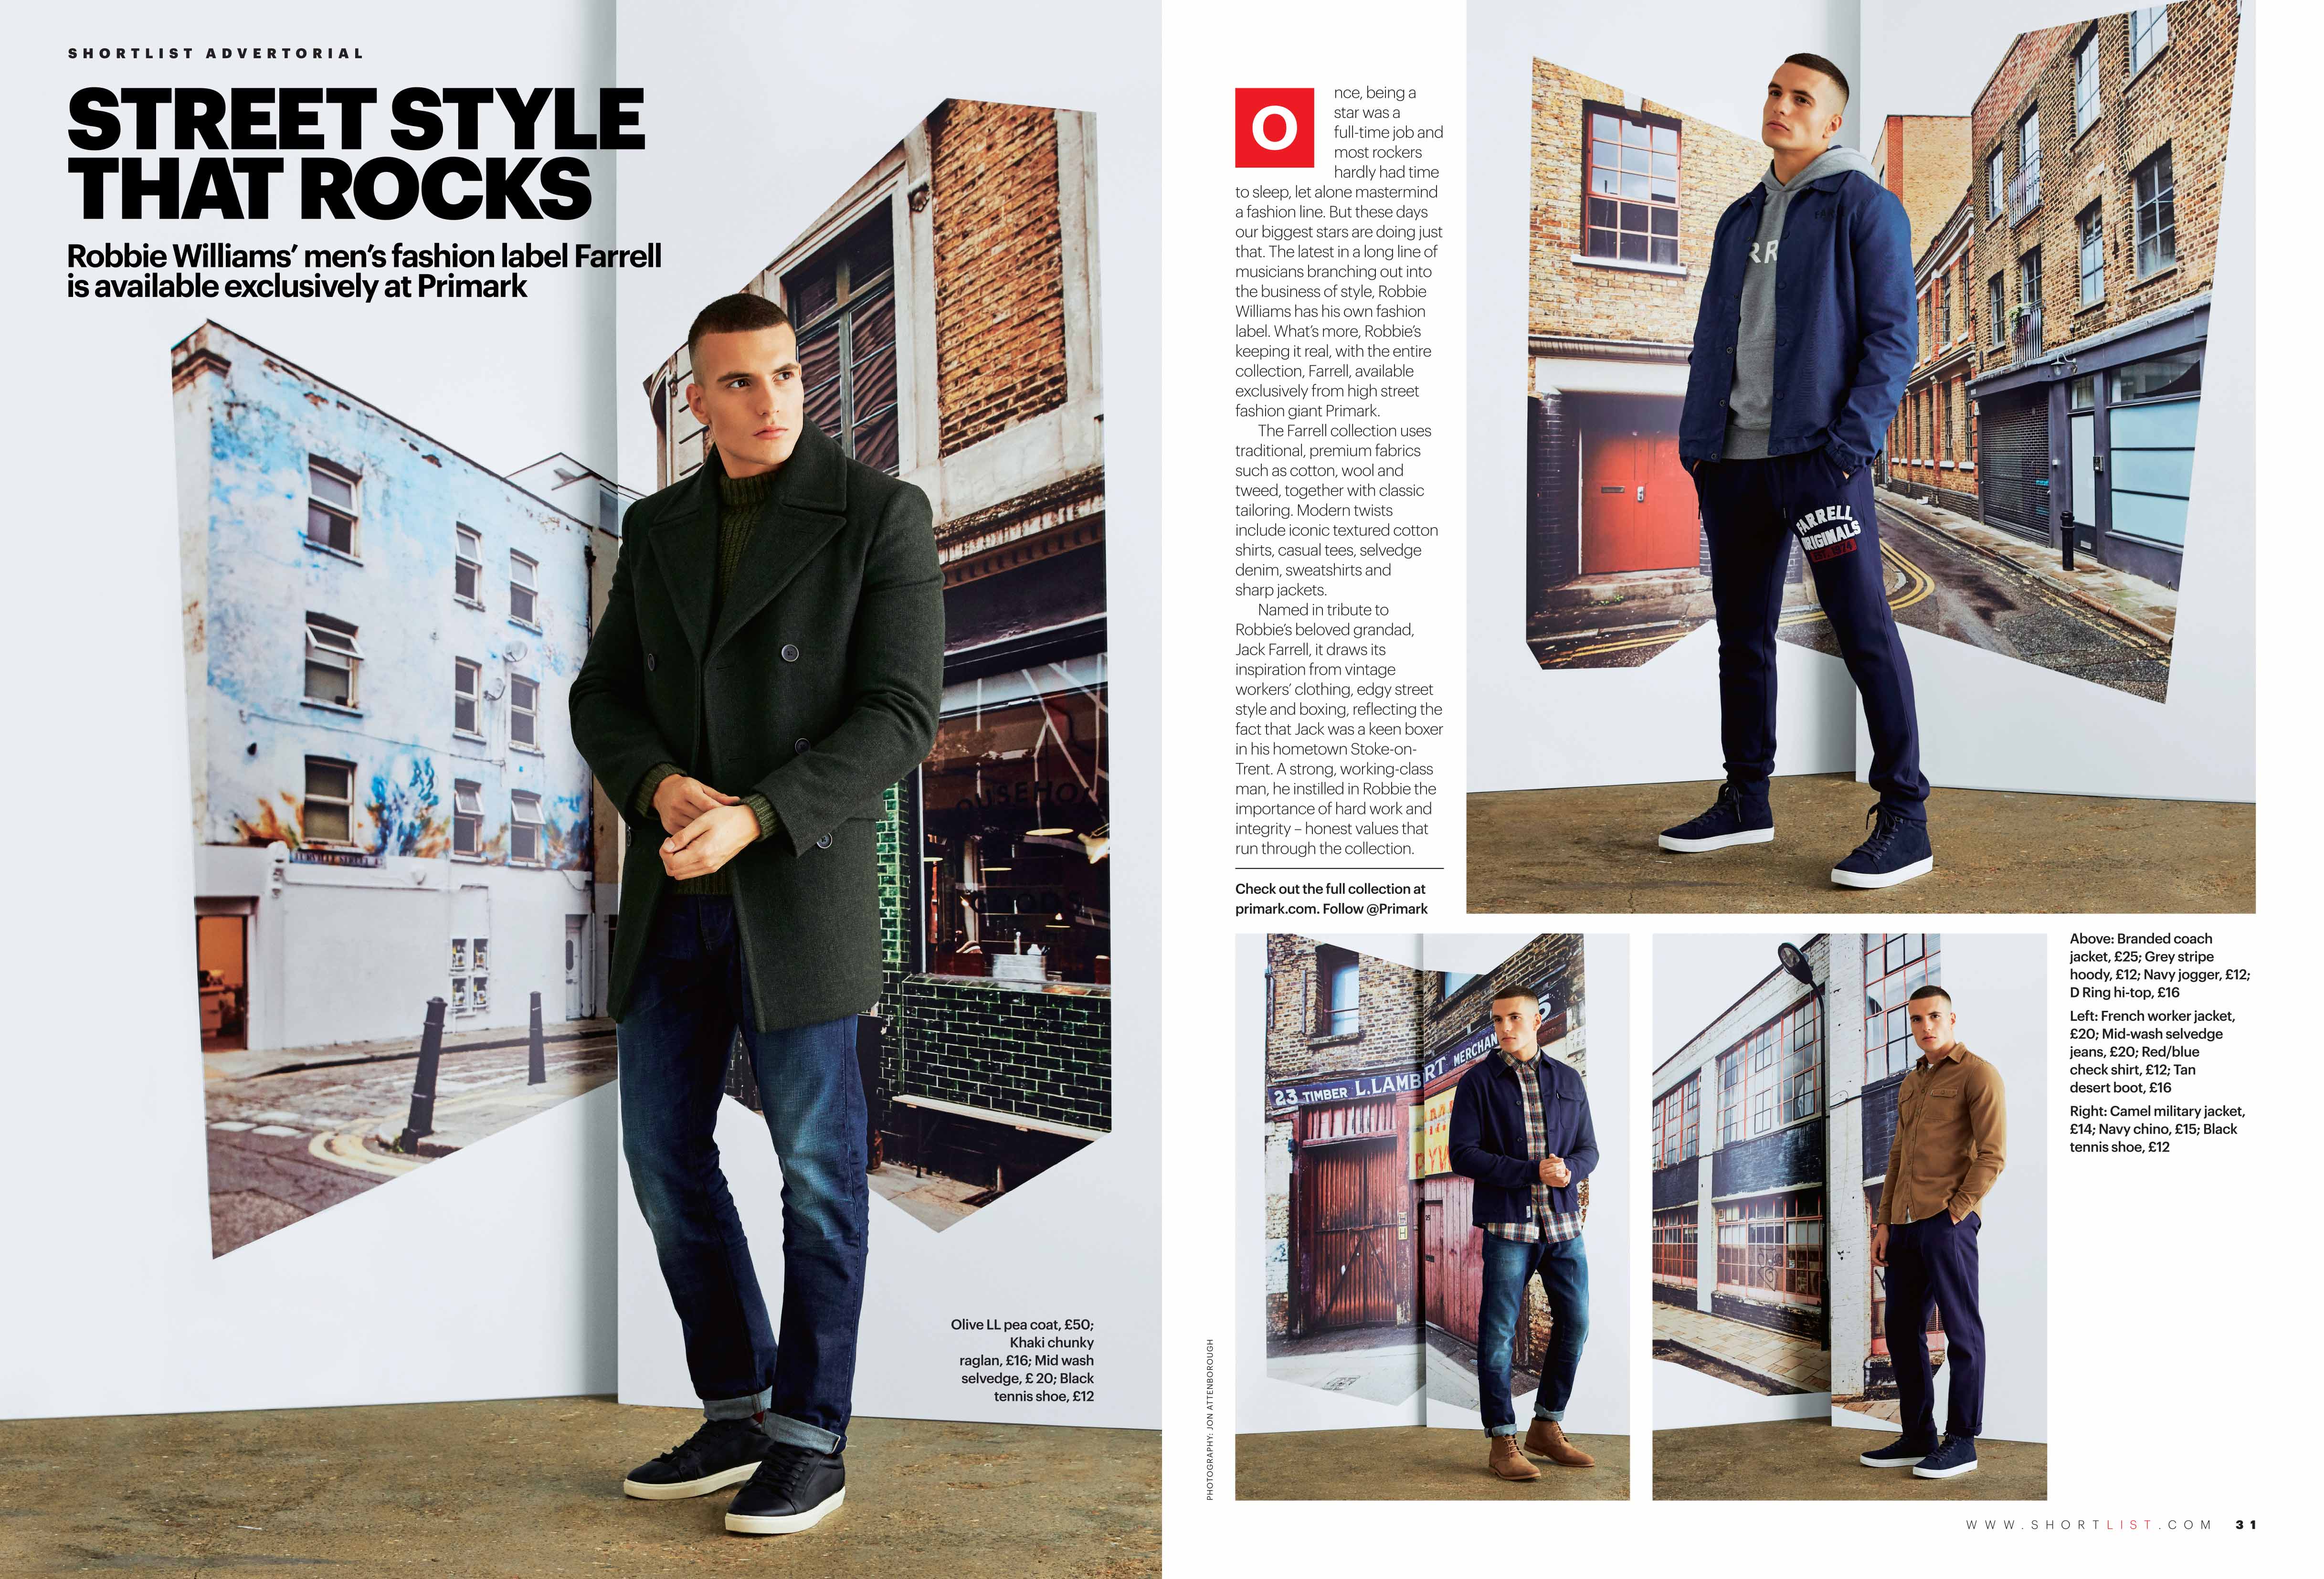 SHORTLIST ADVERTORIAL
STREET STYLE
THAT ROCKS
Robbie Williams’ men’s fashion label Farrell
is available exclusively at Primark
OUSEHO
GOODS
Olive LL pea coat, £50;
Khaki chunky
raglan, £16; Mid wash
selvedge, £ 20; Black
tennis shoe, £12
Once, being a
star was a
full-time job and
most rockers
hardly had time
to sleep, let alone mastermind
a fashion line. But these days
our biggest stars are doing just
that. The latest in a long line of
musicians branching out into
the business of style, Robbie
Williams has his own fashion
label. What’s more, Robbie’s
keeping it real, with the entire
collection, Farrell, available
exclusively from high street
fashion giant Primark.
The Farrell collection uses
traditional, premium fabrics
such as cotton, wool and
tweed, together with classic
tailoring. Modern twists
include iconic textured cotton
shirts, casual tees, selvedge
denim, sweatshirts and
sharp jackets.
Named in tribute to
Robbie’s beloved grandad,
Jack Farrell, it draws its
inspiration from vintage
workers’ clothing, edgy street
style and boxing, reflecting the
fact that Jack was a keen boxer
in his hometown Stoke-on-
Trent. A strong, working-class
man, he instilled in Robbie the
importance of hard work and
integrity – honest values that
run through the collection.
Check out the full collection at
primark.com. Follow @Primark
FARRELL
ORIGINALS
EST. 1974
23 TIMBER L.LAMBERT MERCHAN
Above: Branded coach
jacket, £25; Grey stripe
hoody, £12; Navy jogger, £12;
D Ring hi-top, £16
Left: French worker jacket,
£20; Mid-wash selvedge
jeans, £20; Red/blue
check shirt, £12; Tan
desert boot, £16
Right: Camel military jacket,
£14; Navy chino, £15; Black
tennis shoe, £12
PHOTOGRAPHY: JON ATTENBOROUGH
WWW.SHORTLIST.COM 31